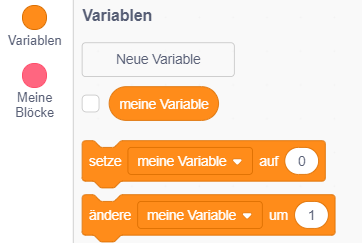 Variablen
Variablen
Neue Variable
Meine
Blöcke
meine Variable
setze meine Variable auf 0
ändere meine Variable um 1